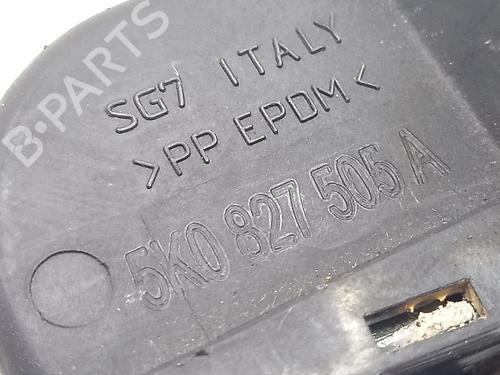 B-PARTS
SG7 ITALY
>PP EPDM<
5K0 827 505 A